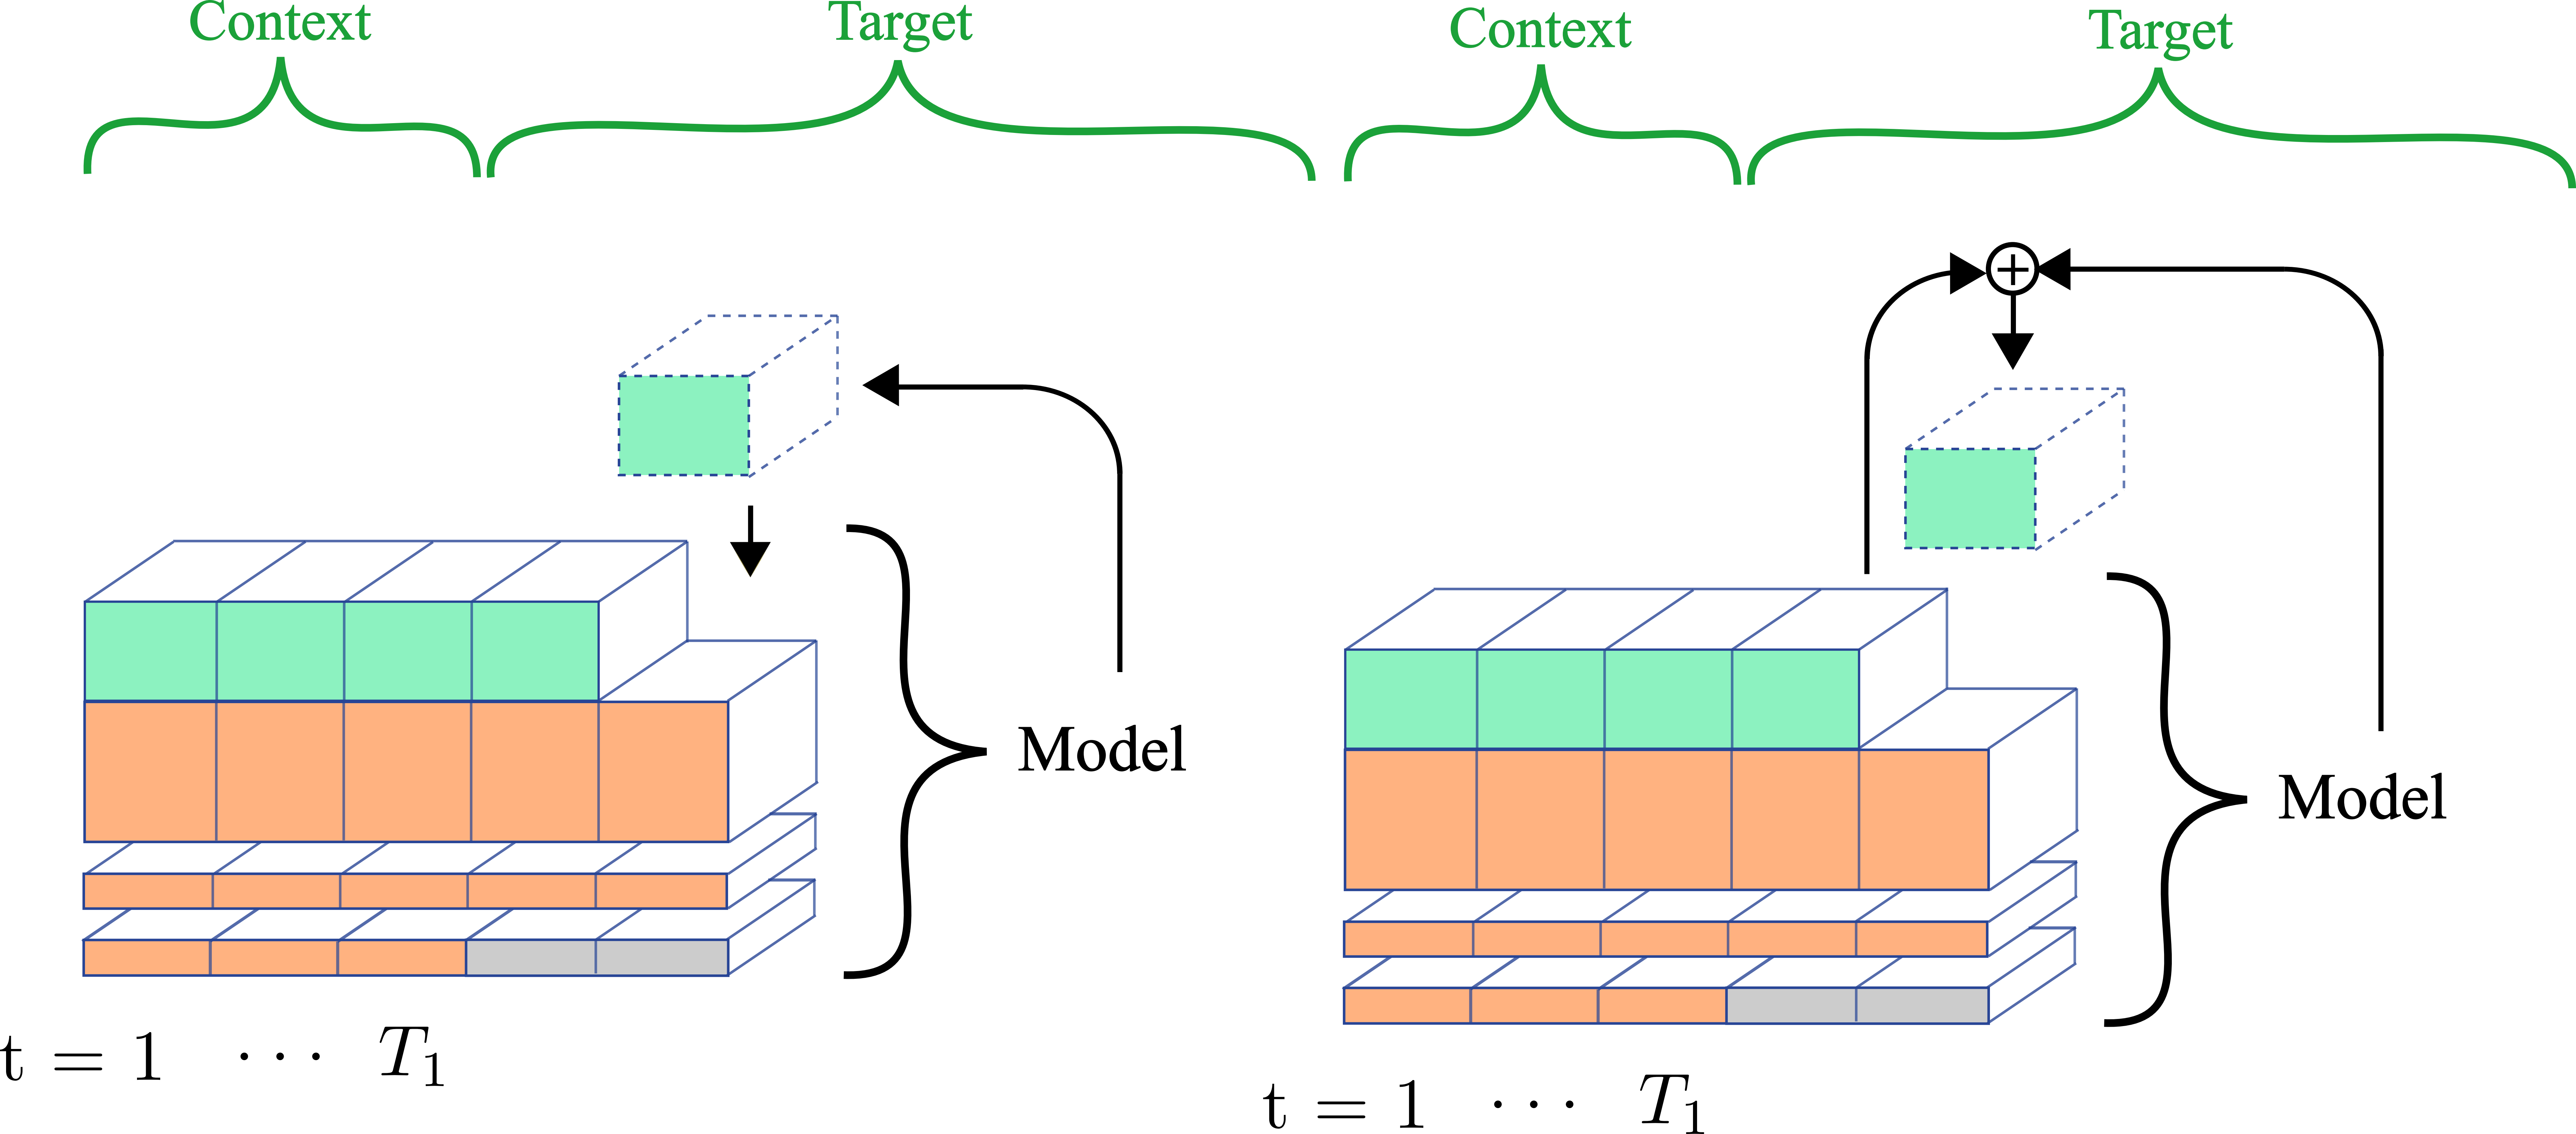 Context
Target
Context
Target
Model
Model
t = 1 ··· T₁
t = 1 ··· T₁